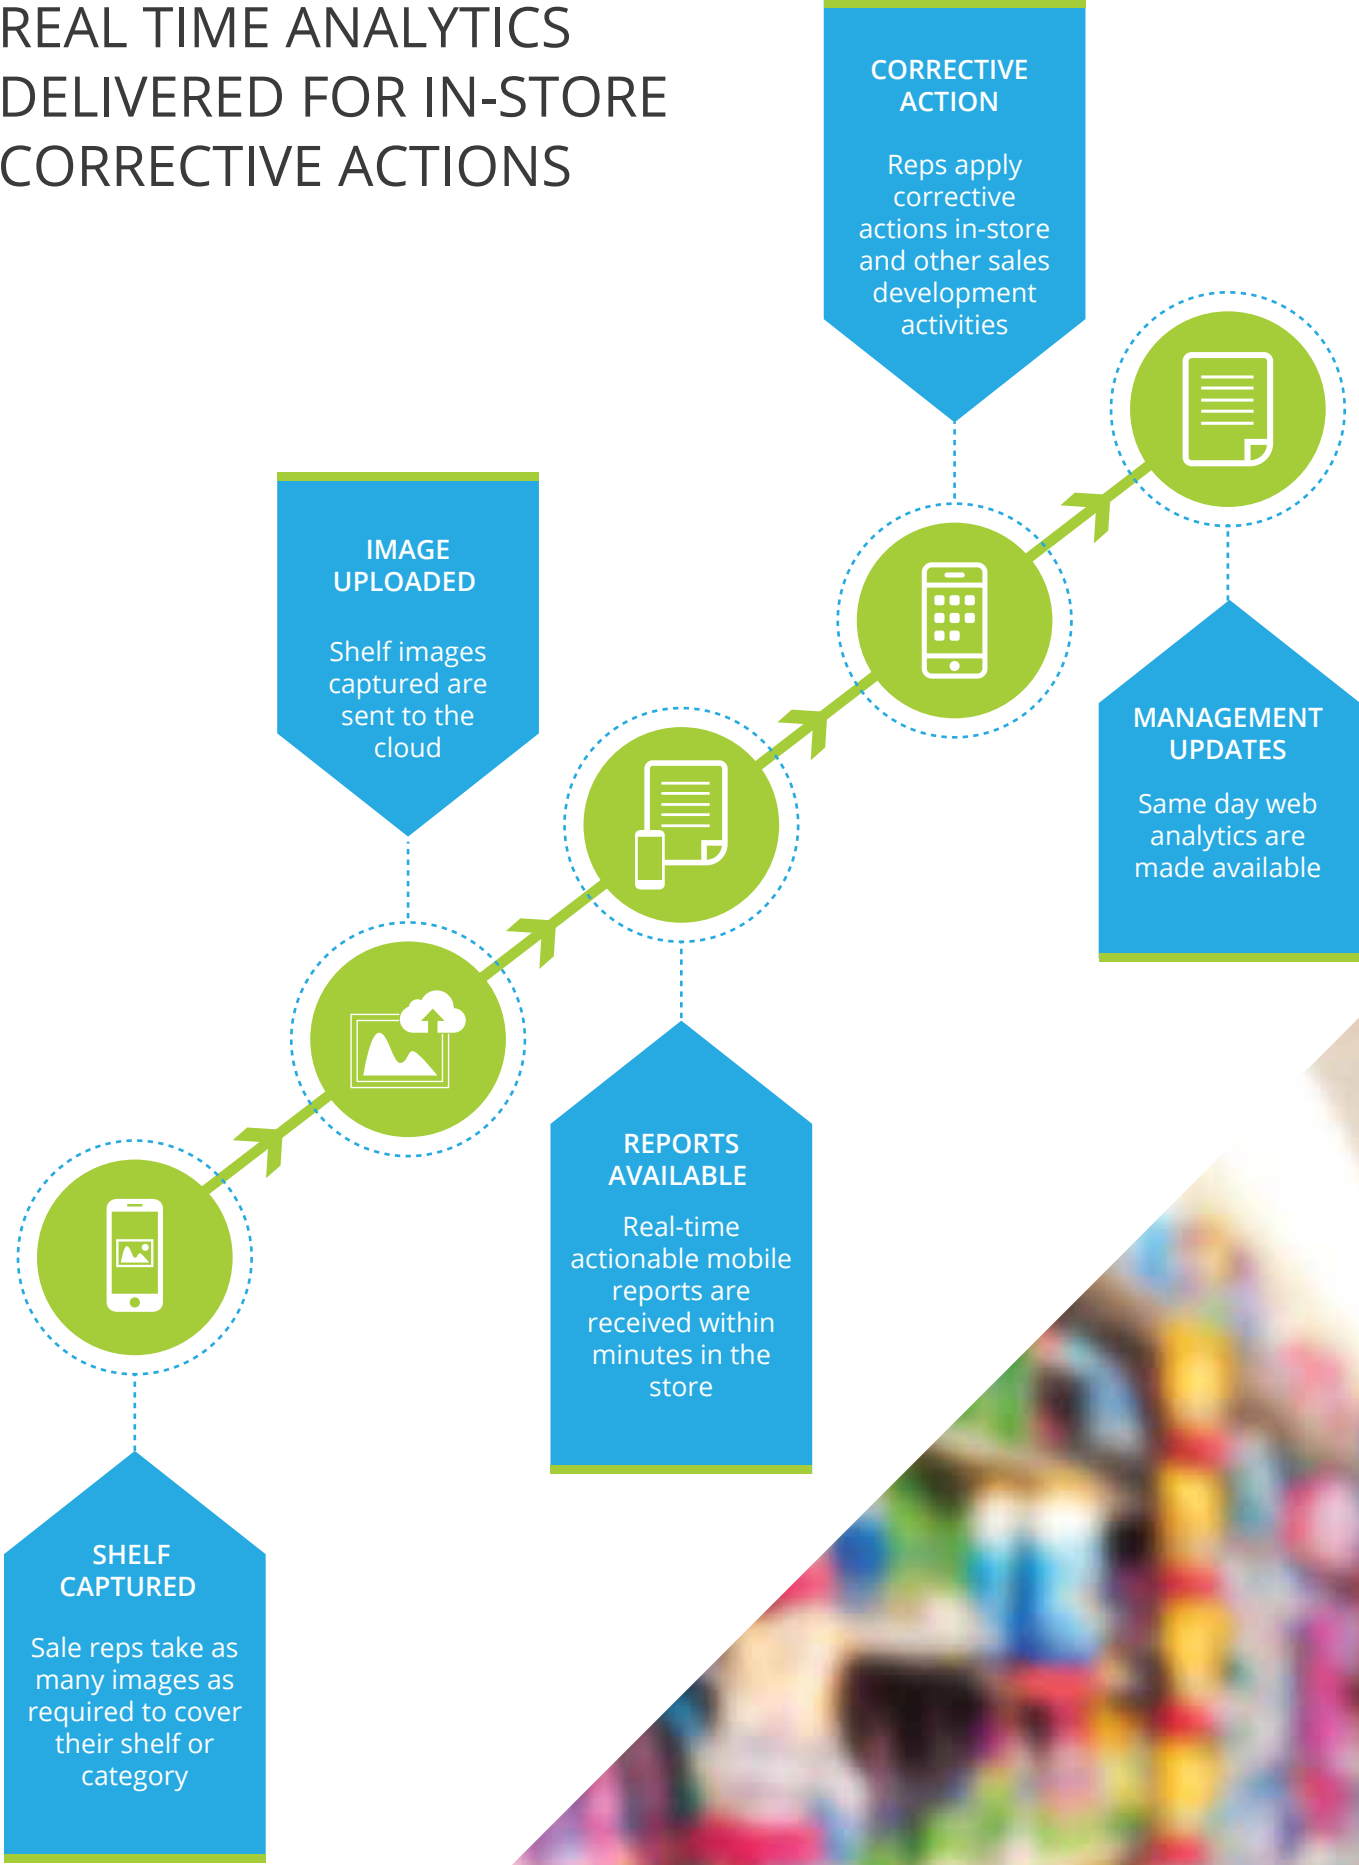 REAL TIME ANALYTICS
DELIVERED FOR IN-STORE
CORRECTIVE ACTIONS
CORRECTIVE
ACTION
Reps apply
corrective
actions in-store
and other sales
development
activities
IMAGE
UPLOADED
Shelf images
captured are
sent to the
cloud
MANAGEMENT
UPDATES
Same day web
analytics are
made available
REPORTS
AVAILABLE
Real-time
actionable mobile
reports are
received within
minutes in the
store
SHELF
CAPTURED
Sale reps take as
many images as
required to cover
their shelf or
category